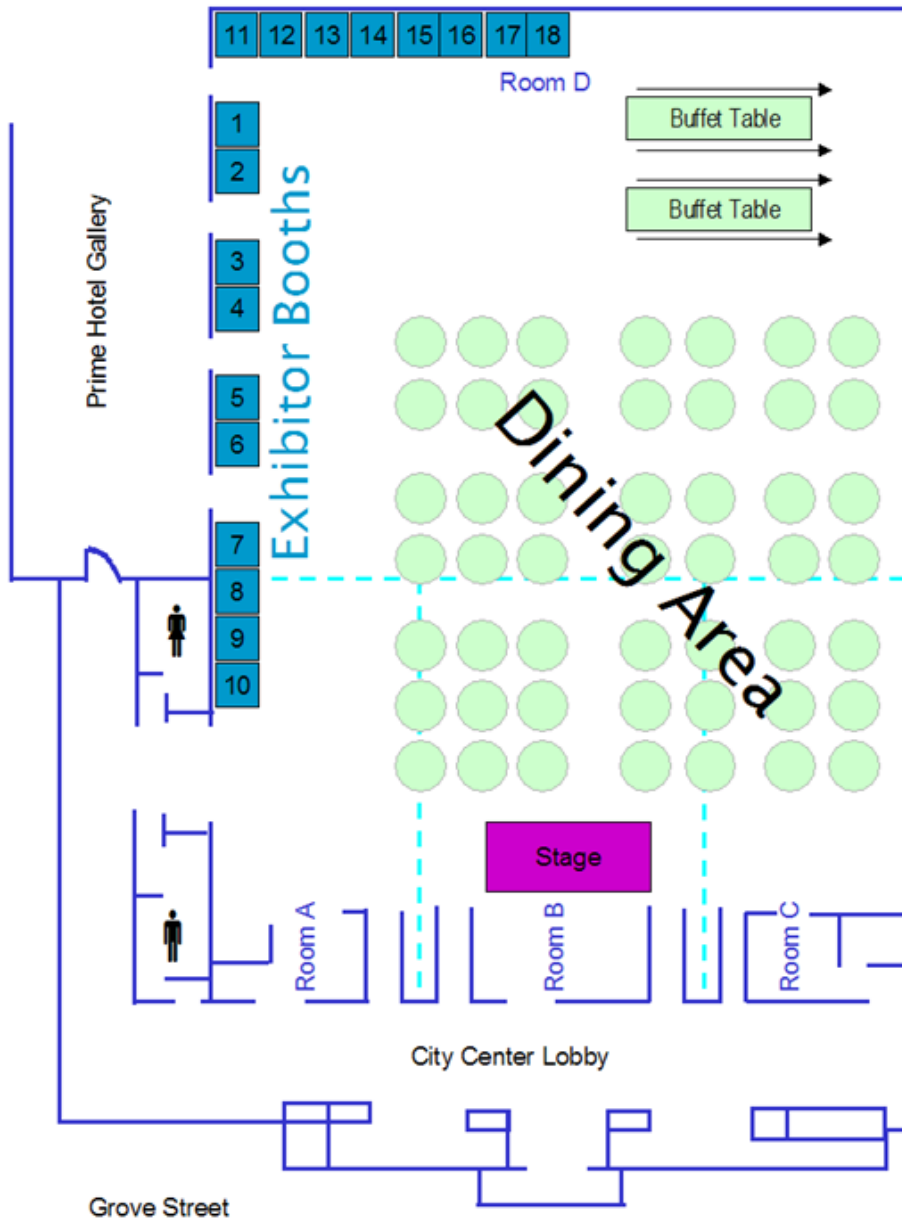 11 12 13 14 15 16 17 18
Room D
Buffet Table
1
2
Buffet Table
Prime Hotel Gallery
Exhibitor Booths
3
4
5
6
Dining Area
7
8
9
10
Stage
Room A
Room B
Room C
City Center Lobby
Grove Street